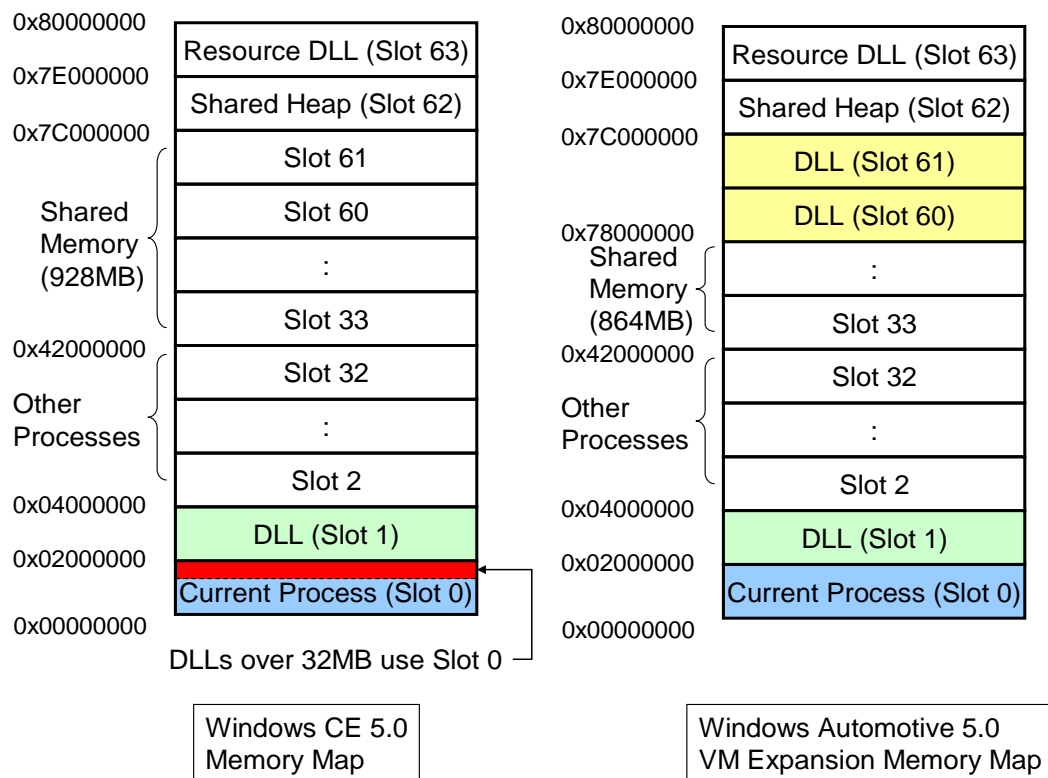 0x80000000
Resource DLL (Slot 63)
0x7E000000
Shared Heap (Slot 62)
0x7C000000
Slot 61
Slot 60
:
Slot 33
Shared
Memory
(928MB)
0x42000000
Slot 32
:
Slot 2
Other
Processes
0x04000000
DLL (Slot 1)
0x02000000
Current Process (Slot 0)
0x00000000
DLLs over 32MB use Slot 0
Windows CE 5.0
Memory Map
0x80000000
Resource DLL (Slot 63)
0x7E000000
Shared Heap (Slot 62)
0x7C000000
DLL (Slot 61)
DLL (Slot 60)
0x78000000
Shared
Memory
(864MB)
:
Slot 33
0x42000000
Slot 32
:
Slot 2
Other
Processes
0x04000000
DLL (Slot 1)
0x02000000
Current Process (Slot 0)
0x00000000
Windows Automotive 5.0
VM Expansion Memory Map